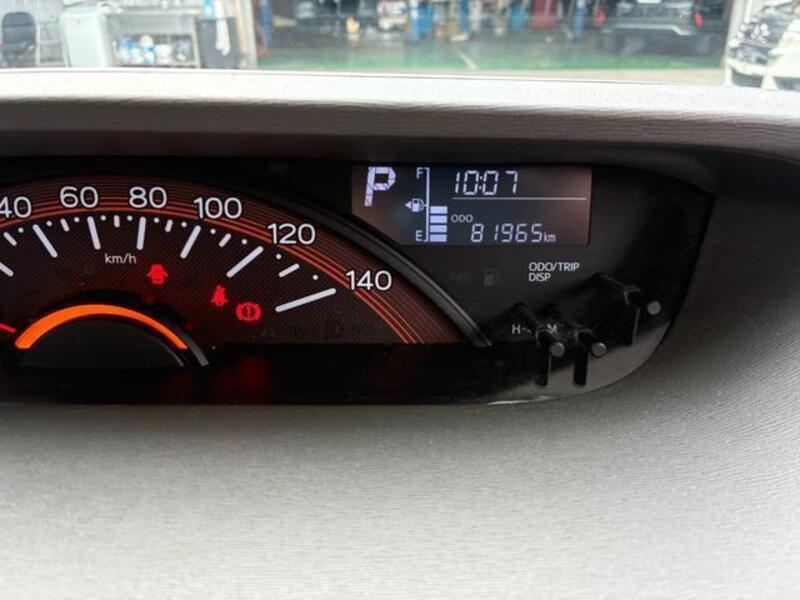 P
F
10:07
E
ODO
81965km
40
60
80
100
120
140
km/h
ODO/TRIP
DISP
H
M